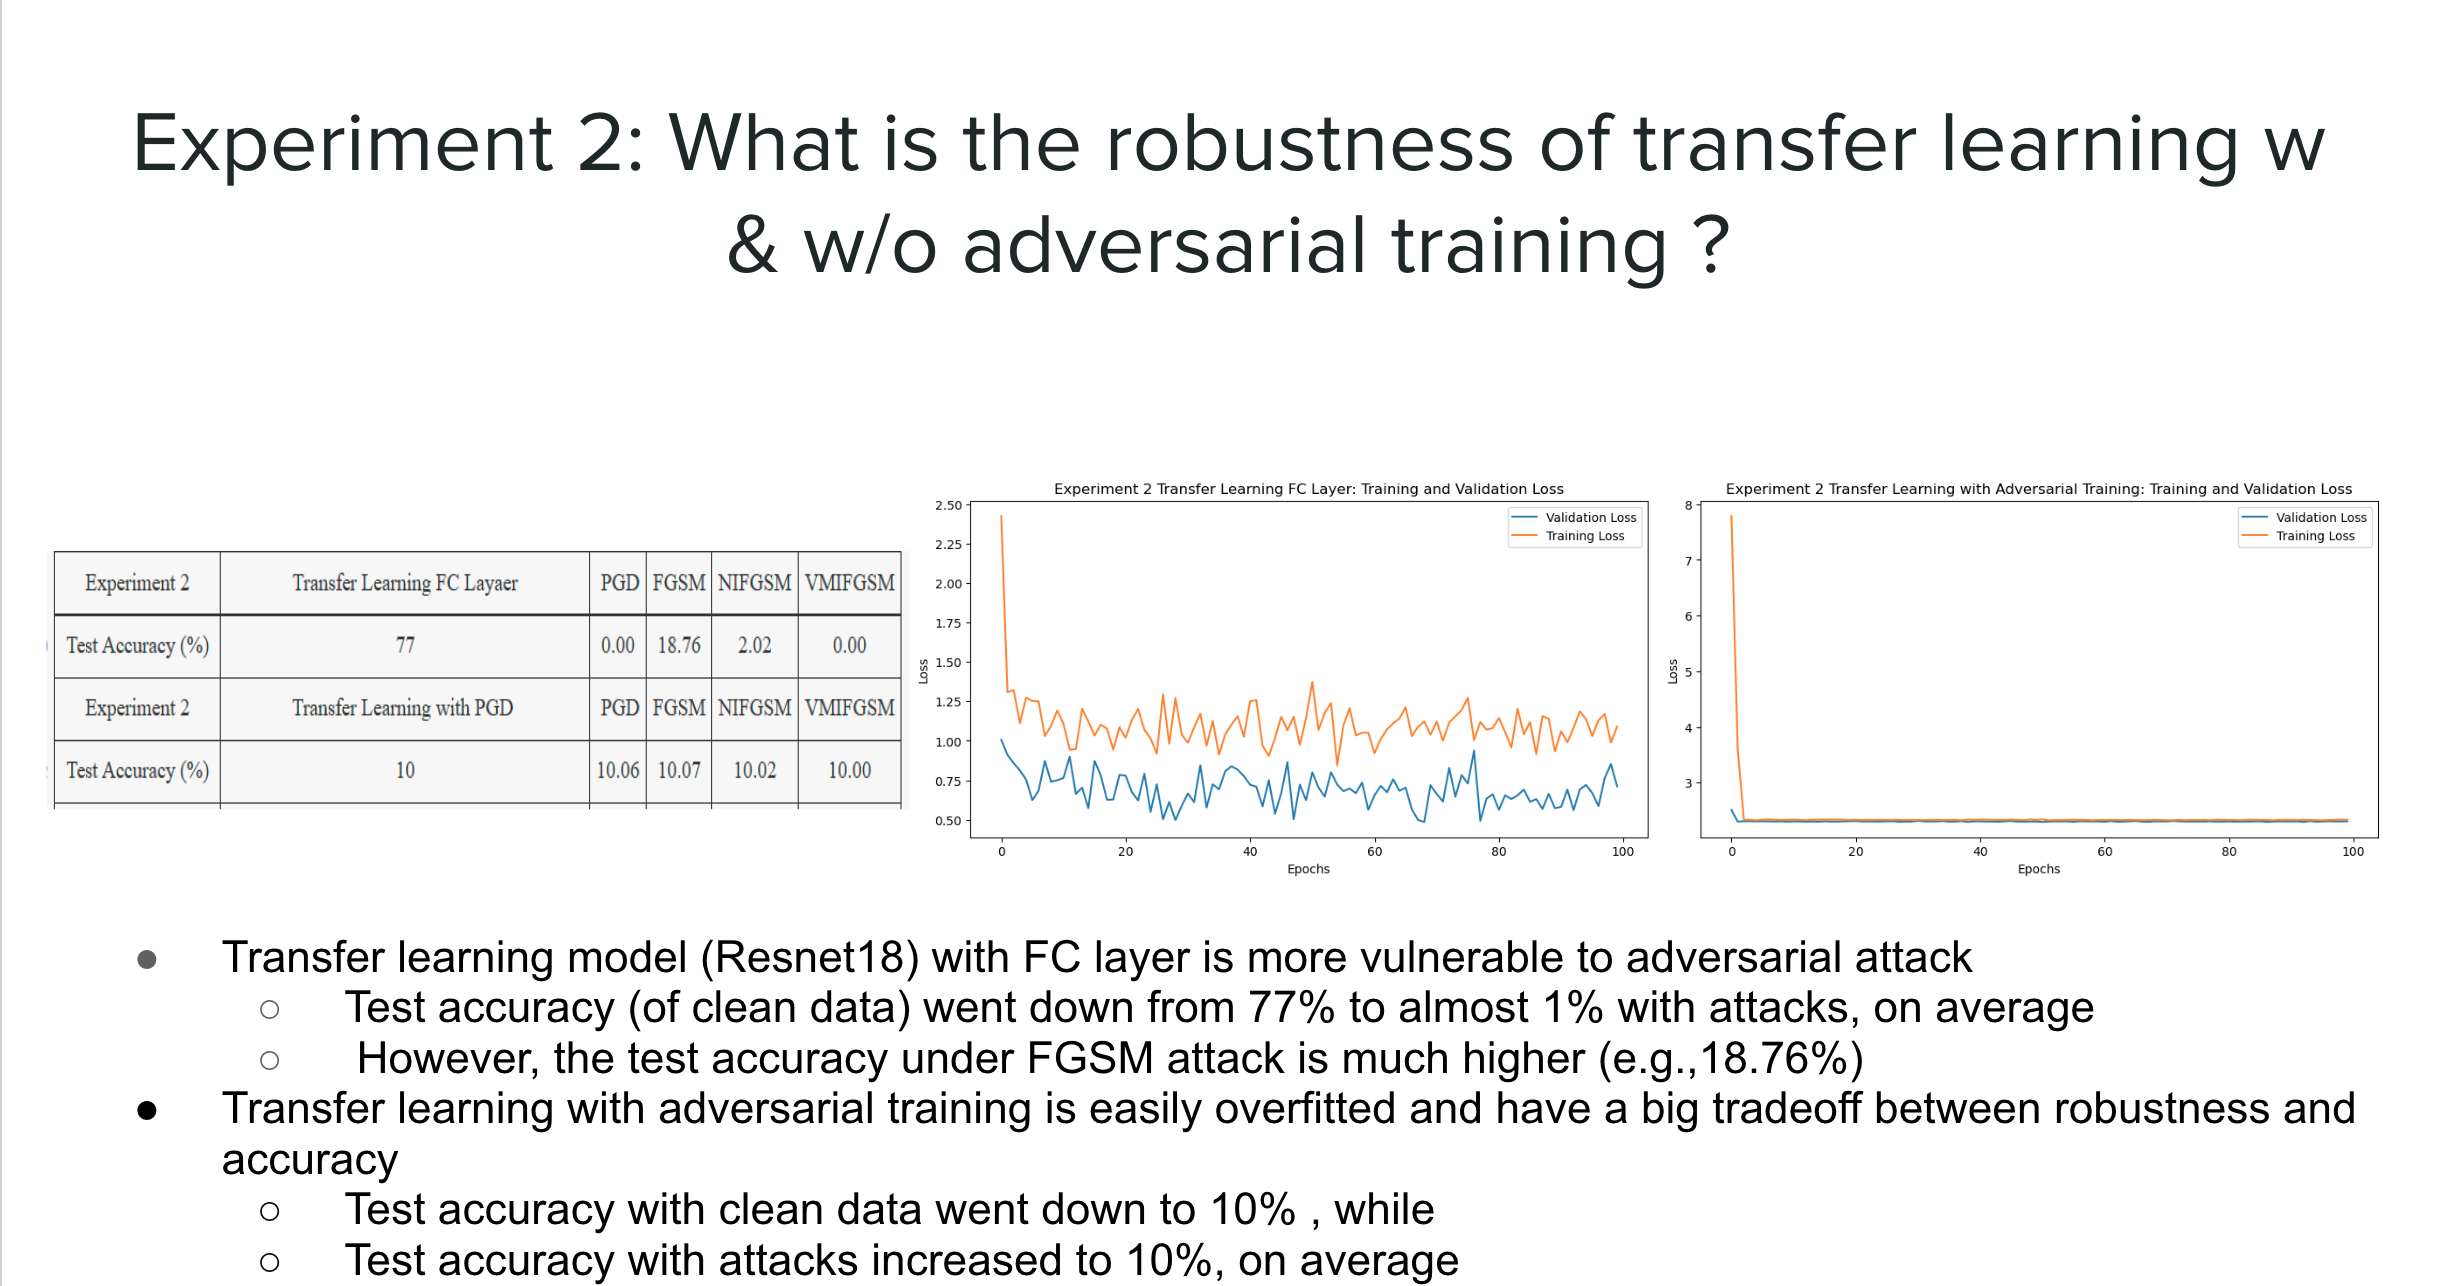 Experiment 2: What is the robustness of transfer learning w
& w/o adversarial training ?
Experiment 2 Transfer Learning FC Layaer PGD FGSM NIFGSM VMIFGSM
Test Accuracy (%) 77 0.00 18.76 2.02 0.00
Experiment 2 Transfer Learning with PGD PGD FGSM NIFGSM VMIFGSM
Test Accuracy (%) 10 10.06 10.07 10.02 10.00
Experiment 2 Transfer Learning FC Layer: Training and Validation Loss
Validation Loss
Training Loss
2.50
2.25
2.00
1.75
1.50
1.25
1.00
0.75
0.50
Loss
0 20 40 60 80 100
Epochs
Experiment 2 Transfer Learning with Adversarial Training: Training and Validation Loss
Validation Loss
Training Loss
8
7
6
5
4
3
Loss
0 20 40 60 80 100
Epochs
● Transfer learning model (Resnet18) with FC layer is more vulnerable to adversarial attack
○ Test accuracy (of clean data) went down from 77% to almost 1% with attacks, on average
○ However, the test accuracy under FGSM attack is much higher (e.g.,18.76%)
● Transfer learning with adversarial training is easily overfitted and have a big tradeoff between robustness and
accuracy
○ Test accuracy with clean data went down to 10% , while
○ Test accuracy with attacks increased to 10%, on average